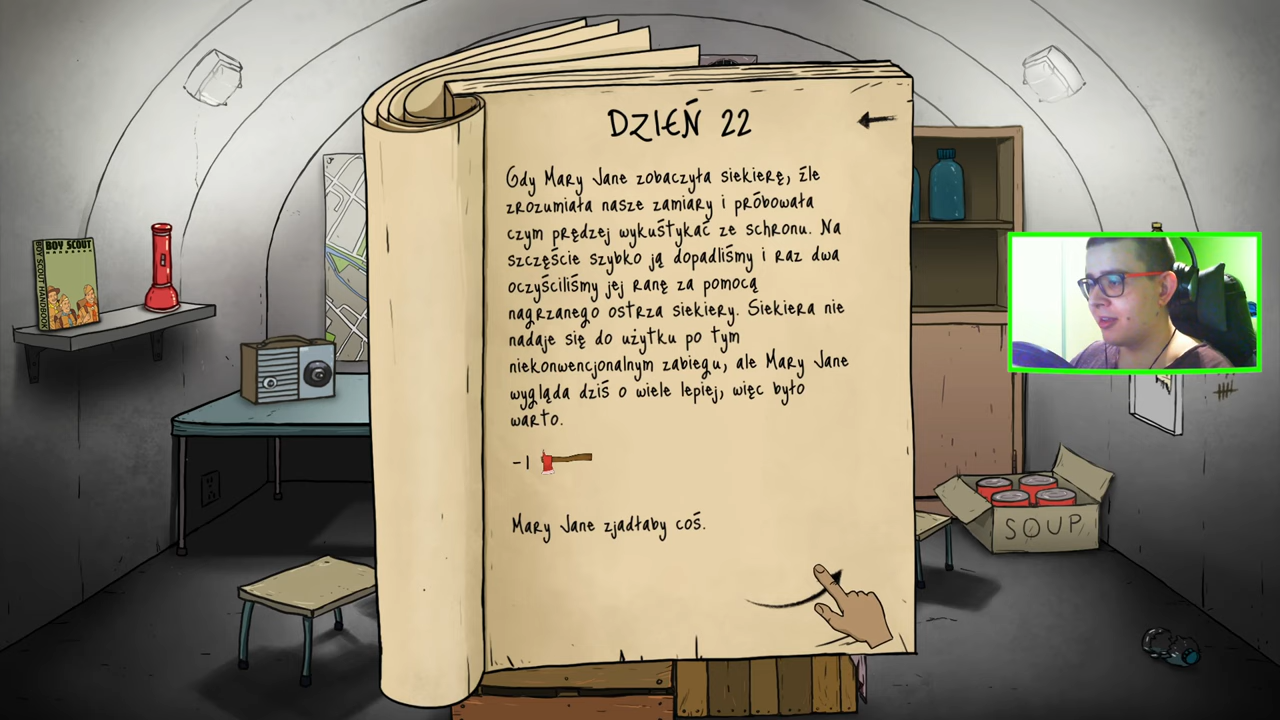 DZIEŃ 22
Gdy Mary Jane zobaczyła siekierę, źle
zrozumiała nasze zamiary i próbowała
czym prędzej wykuśtykać ze schronu. Na
szczęście szybko ją dopadliśmy i raz dwa
oczyściliśmy jej ranę za pomocą
nagrzanego ostrza siekiery. Siekiera nie
nadaje się do użytku po tym
niekonwencjonalnym zabiegu, ale Mary Jane
wygląda dziś o wiele lepiej, więc było
warto.
-1
Mary Jane zjadłaby coś.
BOY SCOUT
BOY SCOUT HANDBOOK
SOUP